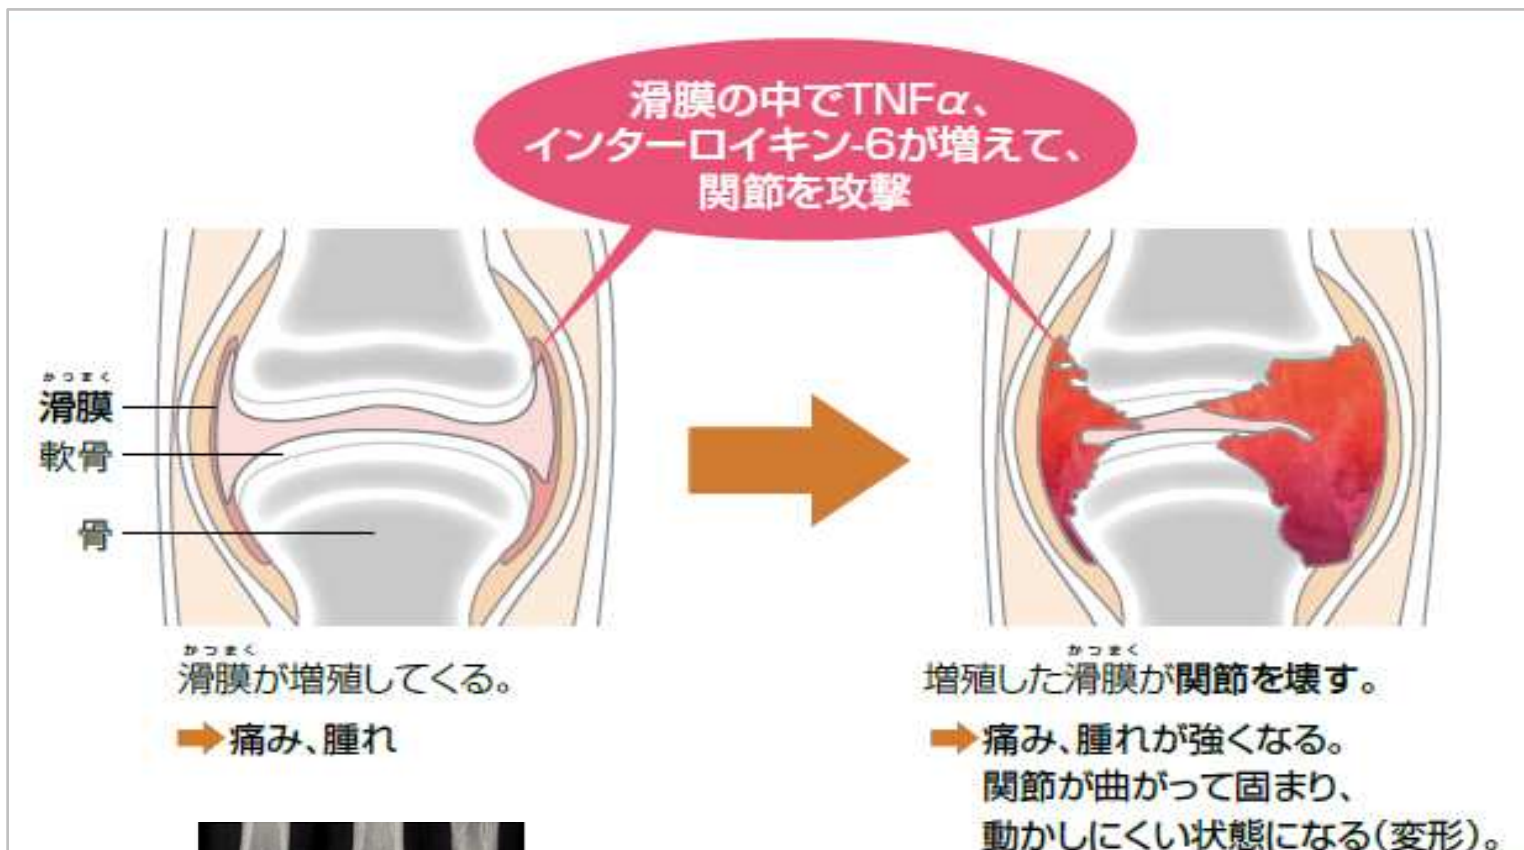 滑膜の中でTNFα、
インターロイキン-6が増えて、
関節を攻撃
かつまく
滑膜
軟骨
骨
かつまく
滑膜が増殖してくる。
痛み、腫れ
かつまく
増殖した滑膜が関節を壊す。
痛み、腫れが強くなる。
関節が曲がって固まり、
動かしにくい状態になる(変形)。